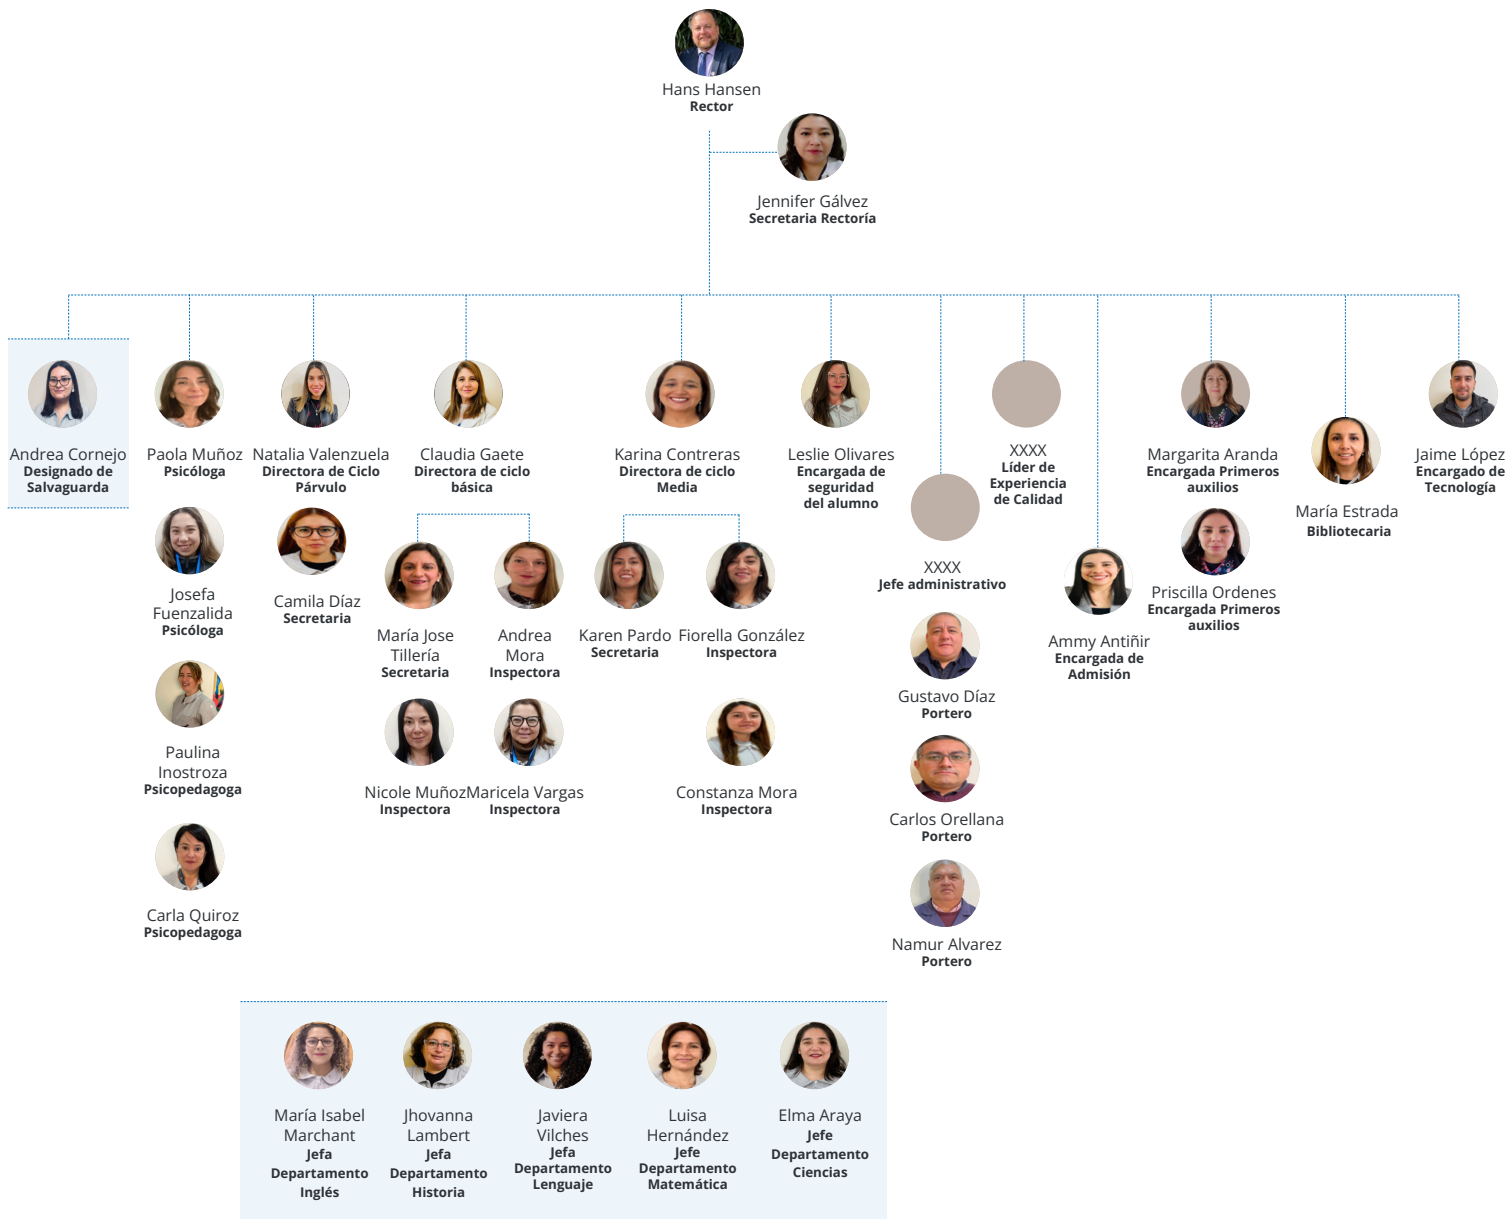 Hans Hansen
Rector
Jennifer Gálvez
Secretaria Rectoría
Andrea Cornejo
Designado de
Salvaguarda
Paola Muñoz
Psicóloga
Josefa
Fuenzalida
Psicóloga
Paulina
Inostroza
Psicopedagoga
Carla Quiroz
Psicopedagoga
Natalia Valenzuela
Directora de Ciclo
Párvulo
Camila Díaz
Secretaria
Claudia Gaete
Directora de ciclo
básica
María Jose
Tillería
Secretaria
Andrea
Mora
Inspectora
Nicole Muñoz
Inspectora
Maricela Vargas
Inspectora
Karina Contreras
Directora de ciclo
Media
Karen Pardo
Secretaria
Fiorella González
Inspectora
Constanza Mora
Inspectora
Leslie Olivares
Encargada de
seguridad
del alumno
XXXX
Jefe administrativo
Gustavo Díaz
Portero
Carlos Orellana
Portero
Namur Alvarez
Portero
XXXX
Líder de
Experiencia
de Calidad
Ammy Antiñir
Encargada de
Admisión
Margarita Aranda
Encargada Primeros
auxilios
Priscilla Ordenes
Encargada Primeros
auxilios
María Estrada
Bibliotecaria
Jaime López
Encargado de
Tecnología
María Isabel
Marchant
Jefa
Departamento
Inglés
Jhovanna
Lambert
Jefa
Departamento
Historia
Javiera
Vilches
Jefa
Departamento
Lenguaje
Luisa
Hernández
Jefe
Departamento
Matemática
Elma Araya
Jefe
Departamento
Ciencias